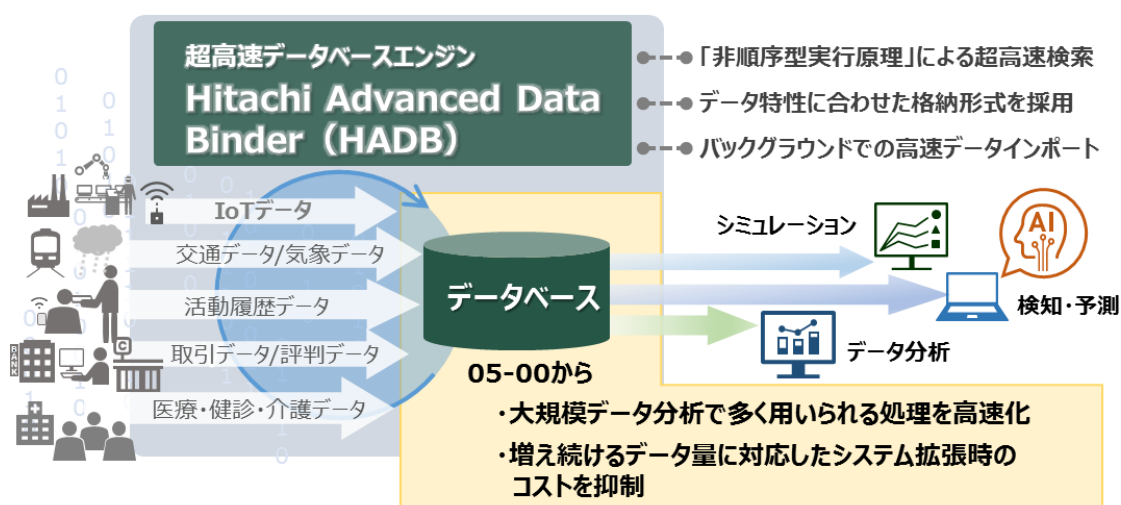 超高速データベースエンジン
Hitachi Advanced Data
Binder（HADB）
「非順序型実行原理」による超高速検索
データ特性に合わせた格納形式を採用
バックグラウンドでの高速データインポート
IoTデータ
交通データ/気象データ
活動履歴データ
取引データ/評判データ
医療・健診・介護データ
データベース
05-00から
シミュレーション
AI
検知・予測
データ分析
・大規模データ分析で多く用いられる処理を高速化
・増え続けるデータ量に対応したシステム拡張時の
コストを抑制